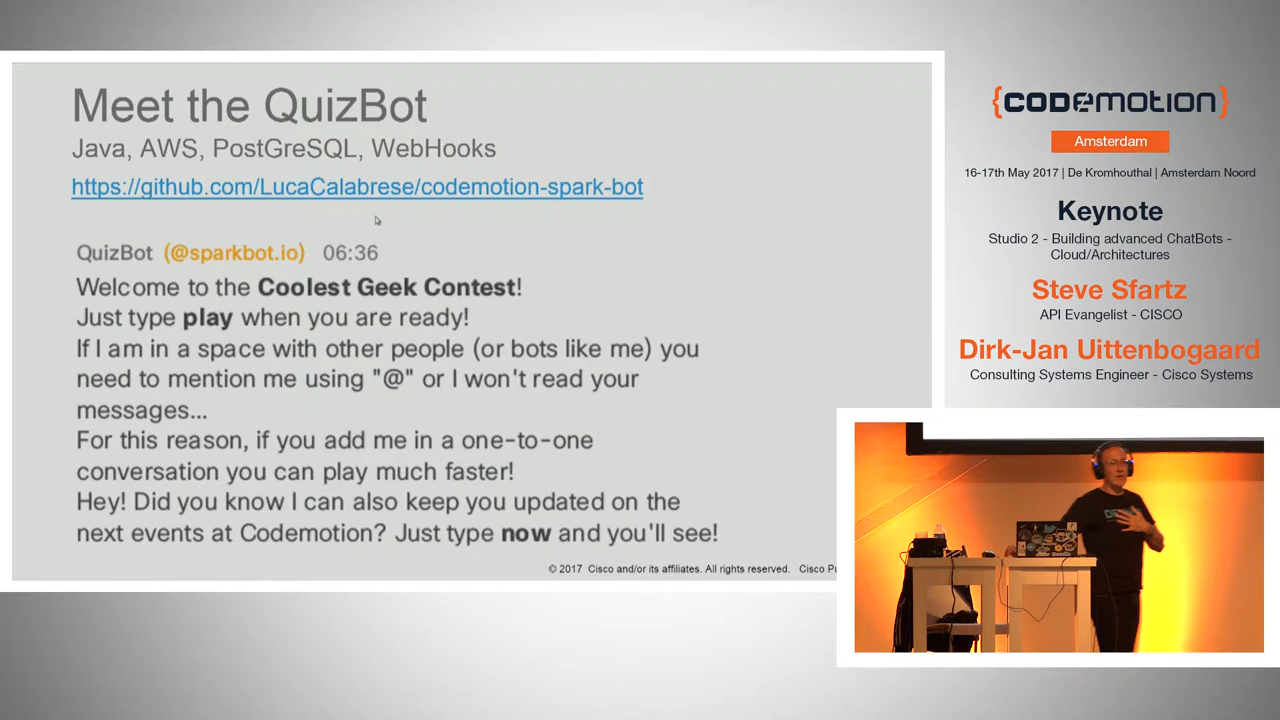 Meet the QuizBot
Java, AWS, PostGreSQL, WebHooks
https://github.com/LucaCalabrese/codemotion-spark-bot
QuizBot (@sparkbot.io) 06:36
Welcome to the Coolest Geek Contest!
Just type play when you are ready!
If I am in a space with other people (or bots like me) you
need to mention me using "@" or I won't read your
messages...
For this reason, if you add me in a one-to-one
conversation you can play much faster!
Hey! Did you know I can also keep you updated on the
next events at Codemotion? Just type now and you'll see!
© 2017 Cisco and/or its affiliates. All rights reserved. Cisco
{CODEMOTION}
Amsterdam
16-17th May 2017 | De Kromhouthal | Amsterdam Noord
Keynote
Studio 2 - Building advanced ChatBots -
Cloud/Architectures
Steve Sfartz
API Evangelist - CISCO
Dirk-Jan Uittenbogaard
Consulting Systems Engineer - Cisco Systems